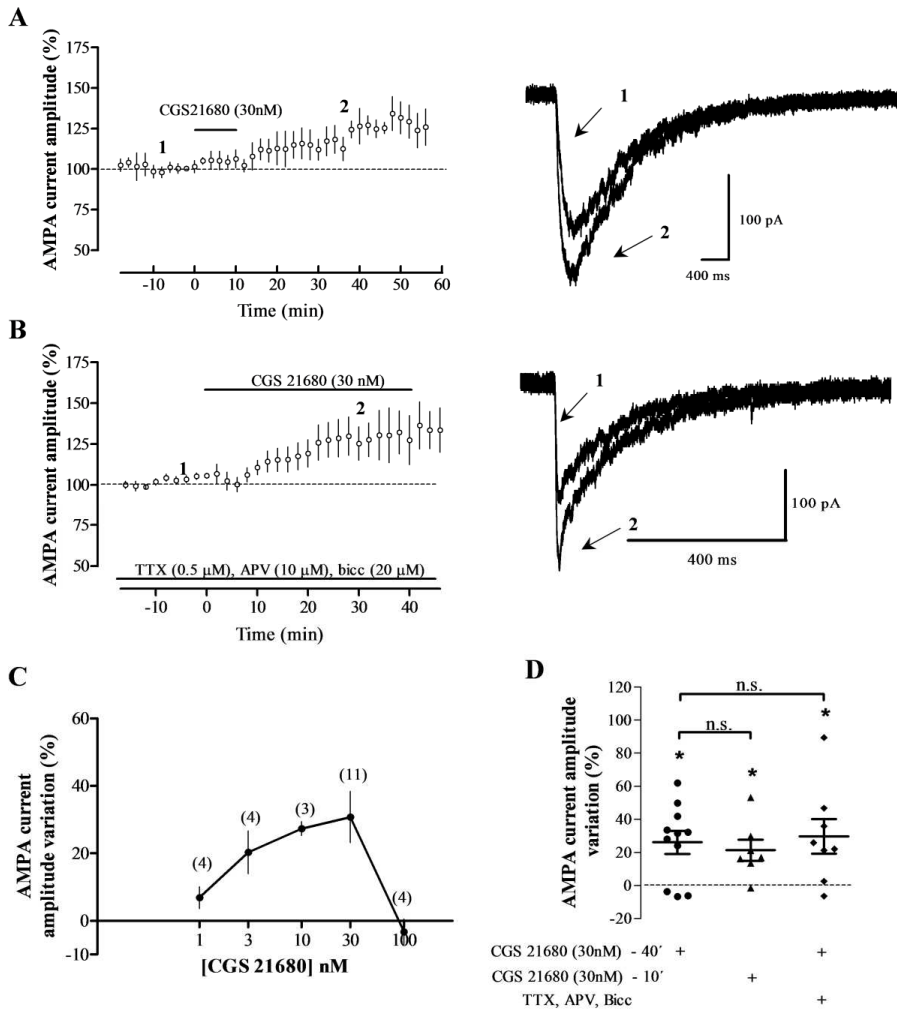 A
AMPA current amplitude (%)
175
150
125
100
75
50
CGS21680 (30nM)
1
2
-10 0 10 20 30 40 50 60
Time (min)
1
2
100 pA
400 ms
B
AMPA current amplitude (%)
175
150
125
100
75
50
CGS 21680 (30 nM)
1
2
TTX (0.5 μM), APV (10 μM), bicc (20 μM)
-10 0 10 20 30 40
Time (min)
1
2
100 pA
400 ms
C
AMPA current
amplitude variation (%)
60
40
20
0
-10
(4)
(4)
(3)
(11)
(4)
1 3 10 30 100
[CGS 21680] nM
D
AMPA current amplitude
variation (%)
120
100
80
60
40
20
0
-20
n.s.
n.s.
*
*
*
CGS 21680 (30nM) - 40´ + +
CGS 21680 (30nM) - 10´ +
TTX, APV, Bicc +